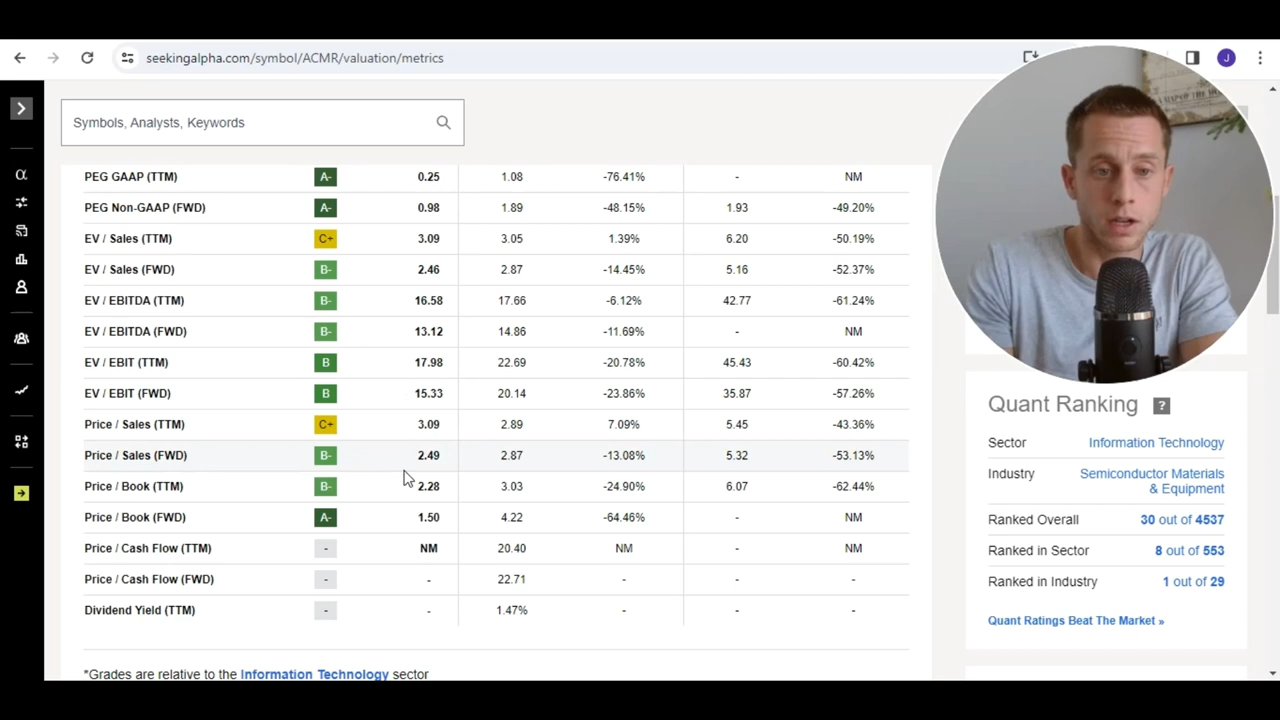 seekingalpha.com/symbol/ACMR/valuation/metrics
J
Symbols, Analysts, Keywords
α
PEG GAAP (TTM) A- 0.25 1.08 -76.41% - NM
PEG Non-GAAP (FWD) A- 0.98 1.89 -48.15% 1.93 -49.20%
EV / Sales (TTM) C+ 3.09 3.05 1.39% 6.20 -50.19%
EV / Sales (FWD) B- 2.46 2.87 -14.45% 5.16 -52.37%
EV / EBITDA (TTM) B- 16.58 17.66 -6.12% 42.77 -61.24%
EV / EBITDA (FWD) B- 13.12 14.86 -11.69% - NM
EV / EBIT (TTM) B 17.98 22.69 -20.78% 45.43 -60.42%
EV / EBIT (FWD) B 15.33 20.14 -23.86% 35.87 -57.26%
Price / Sales (TTM) C+ 3.09 2.89 7.09% 5.45 -43.36%
Price / Sales (FWD) B- 2.49 2.87 -13.08% 5.32 -53.13%
Price / Book (TTM) B- 2.28 3.03 -24.90% 6.07 -62.44%
Price / Book (FWD) A- 1.50 4.22 -64.46% - NM
Price / Cash Flow (TTM) - NM 20.40 NM - NM
Price / Cash Flow (FWD) - - 22.71 - - -
Dividend Yield (TTM) - - 1.47% - - -
*Grades are relative to the Information Technology sector
Quant Ranking ?
Sector Information Technology
Industry Semiconductor Materials
& Equipment
Ranked Overall 30 out of 4537
Ranked in Sector 8 out of 553
Ranked in Industry 1 out of 29
Quant Ratings Beat The Market »